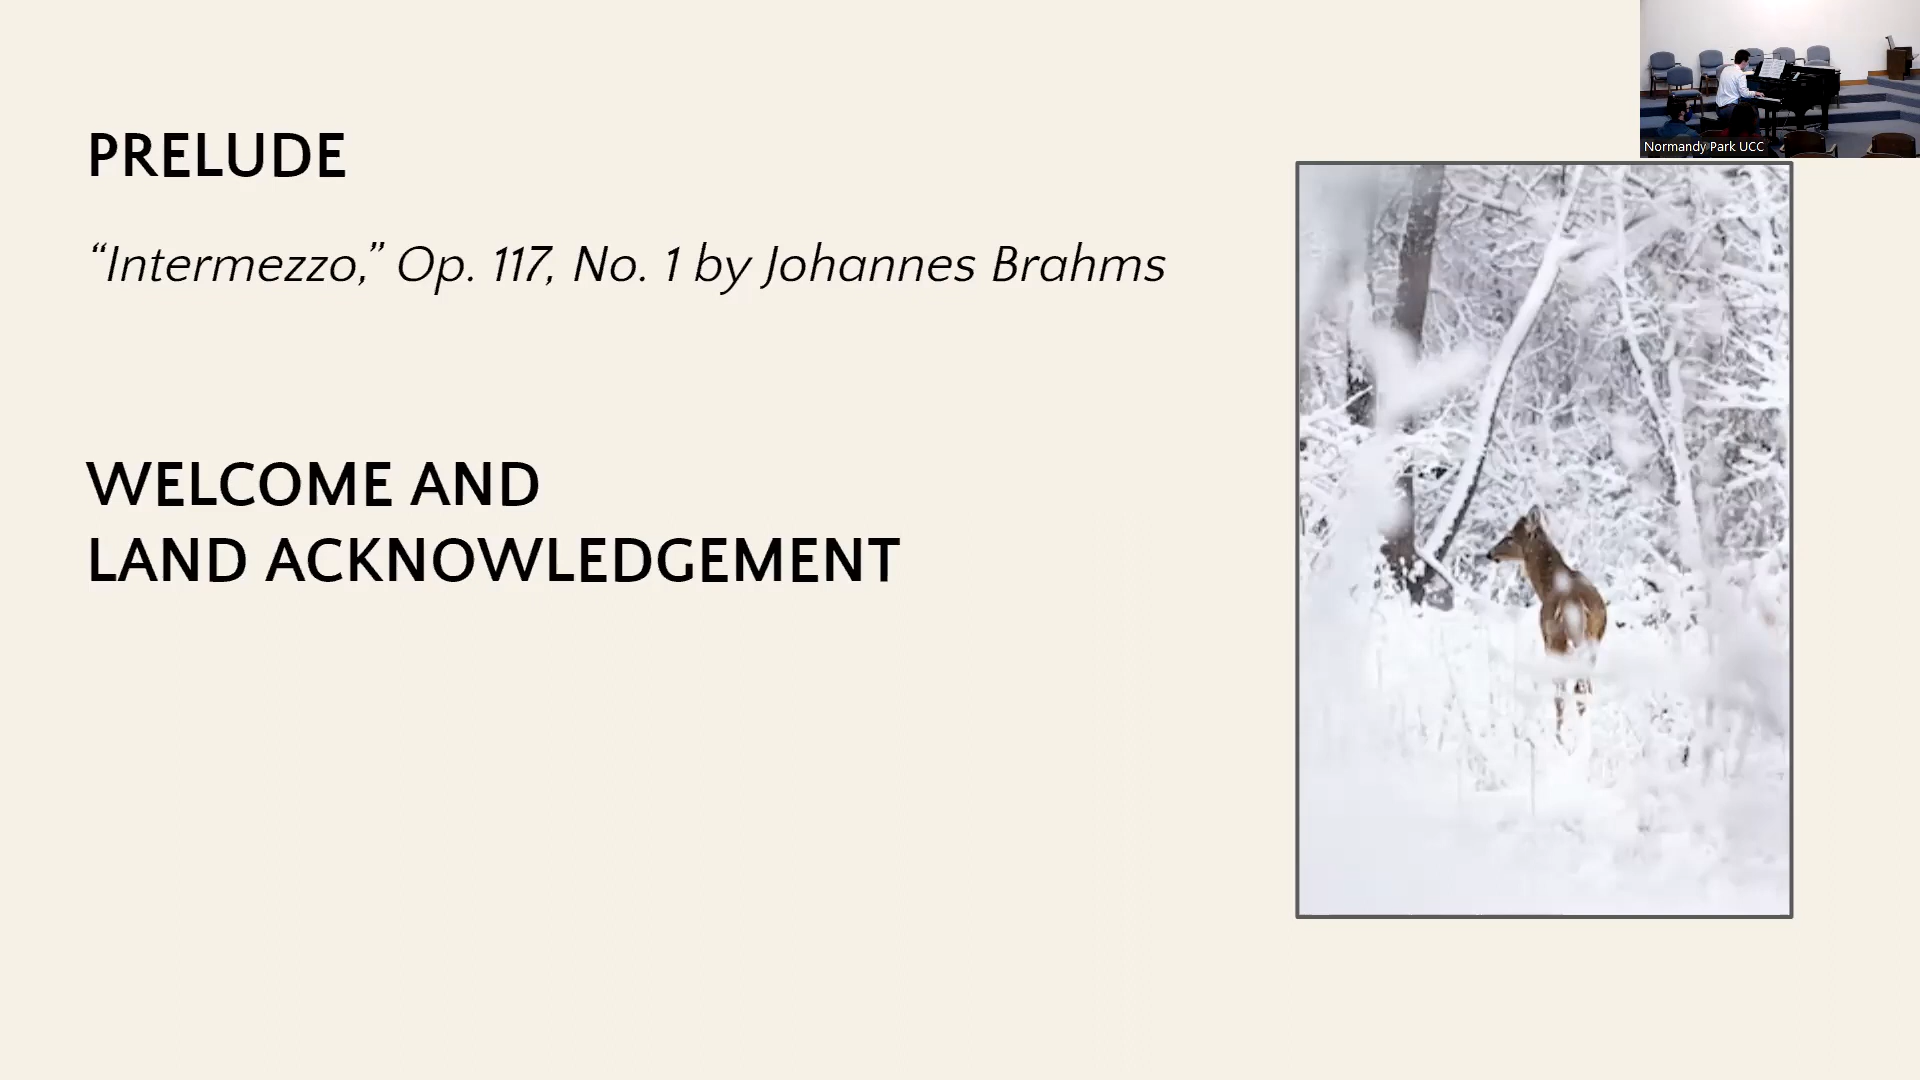 PRELUDE
“Intermezzo,” Op. 117, No. 1 by Johannes Brahms
WELCOME AND
LAND ACKNOWLEDGEMENT
Normandy Park UCC